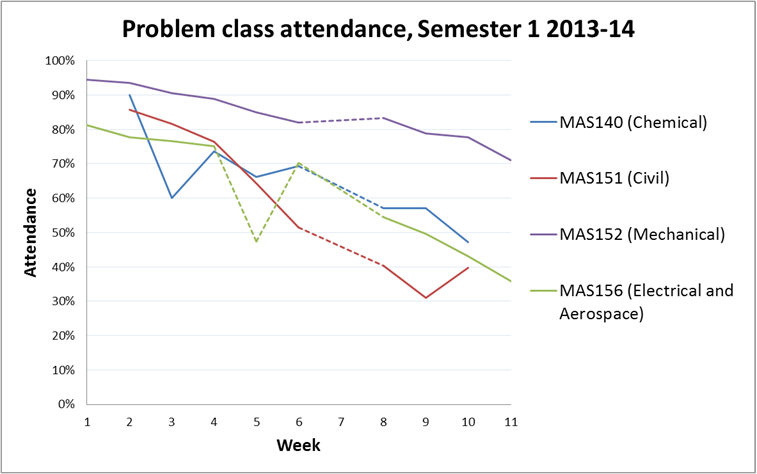 Problem class attendance, Semester 1 2013-14
100%
90%
80%
70%
60%
50%
40%
30%
20%
10%
0%
Attendance
1 2 3 4 5 6 7 8 9 10 11
Week
MAS140 (Chemical)
MAS151 (Civil)
MAS152 (Mechanical)
MAS156 (Electrical and
Aerospace)